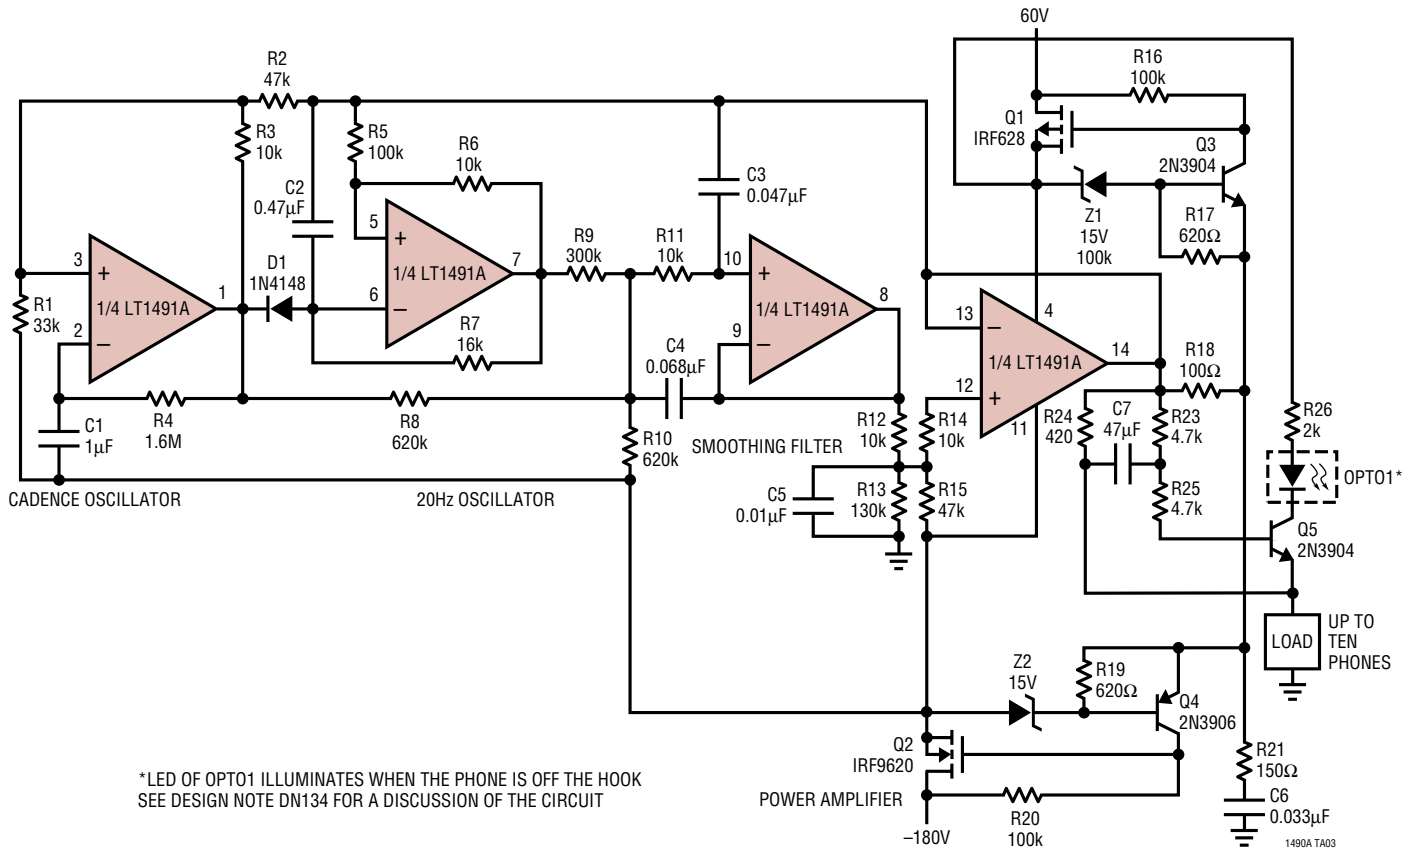 60V
R16
100k
R2
47k
Q1
IRF628
R3
10k
R5
100k
R6
10k
Q3
2N3904
C2
0.47µF
C3
0.047µF
Z1
15V
100k
R17
620Ω
5
+
6
–
7
1/4 LT1491A
R9
300k
R11
10k
10
+
9
–
8
1/4 LT1491A
D1
1N4148
3
+
2
–
1
1/4 LT1491A
R1
33k
R7
16k
13
–
12
+
4
11
14
1/4 LT1491A
R18
100Ω
C4
0.068µF
C1
1µF
R4
1.6M
R8
620k
R10
620k
SMOOTHING FILTER
R12
10k
R14
10k
R24
420
C7
47µF
R23
4.7k
R26
2k
OPTO1*
CADENCE OSCILLATOR
20Hz OSCILLATOR
C5
0.01µF
R13
130k
R15
47k
R25
4.7k
Q5
2N3904
LOAD
UP TO
TEN
PHONES
Z2
15V
R19
620Ω
Q4
2N3906
Q2
IRF9620
POWER AMPLIFIER
R21
150Ω
C6
0.033µF
R20
100k
–180V
*LED OF OPTO1 ILLUMINATES WHEN THE PHONE IS OFF THE HOOK
SEE DESIGN NOTE DN134 FOR A DISCUSSION OF THE CIRCUIT
1490A TA03